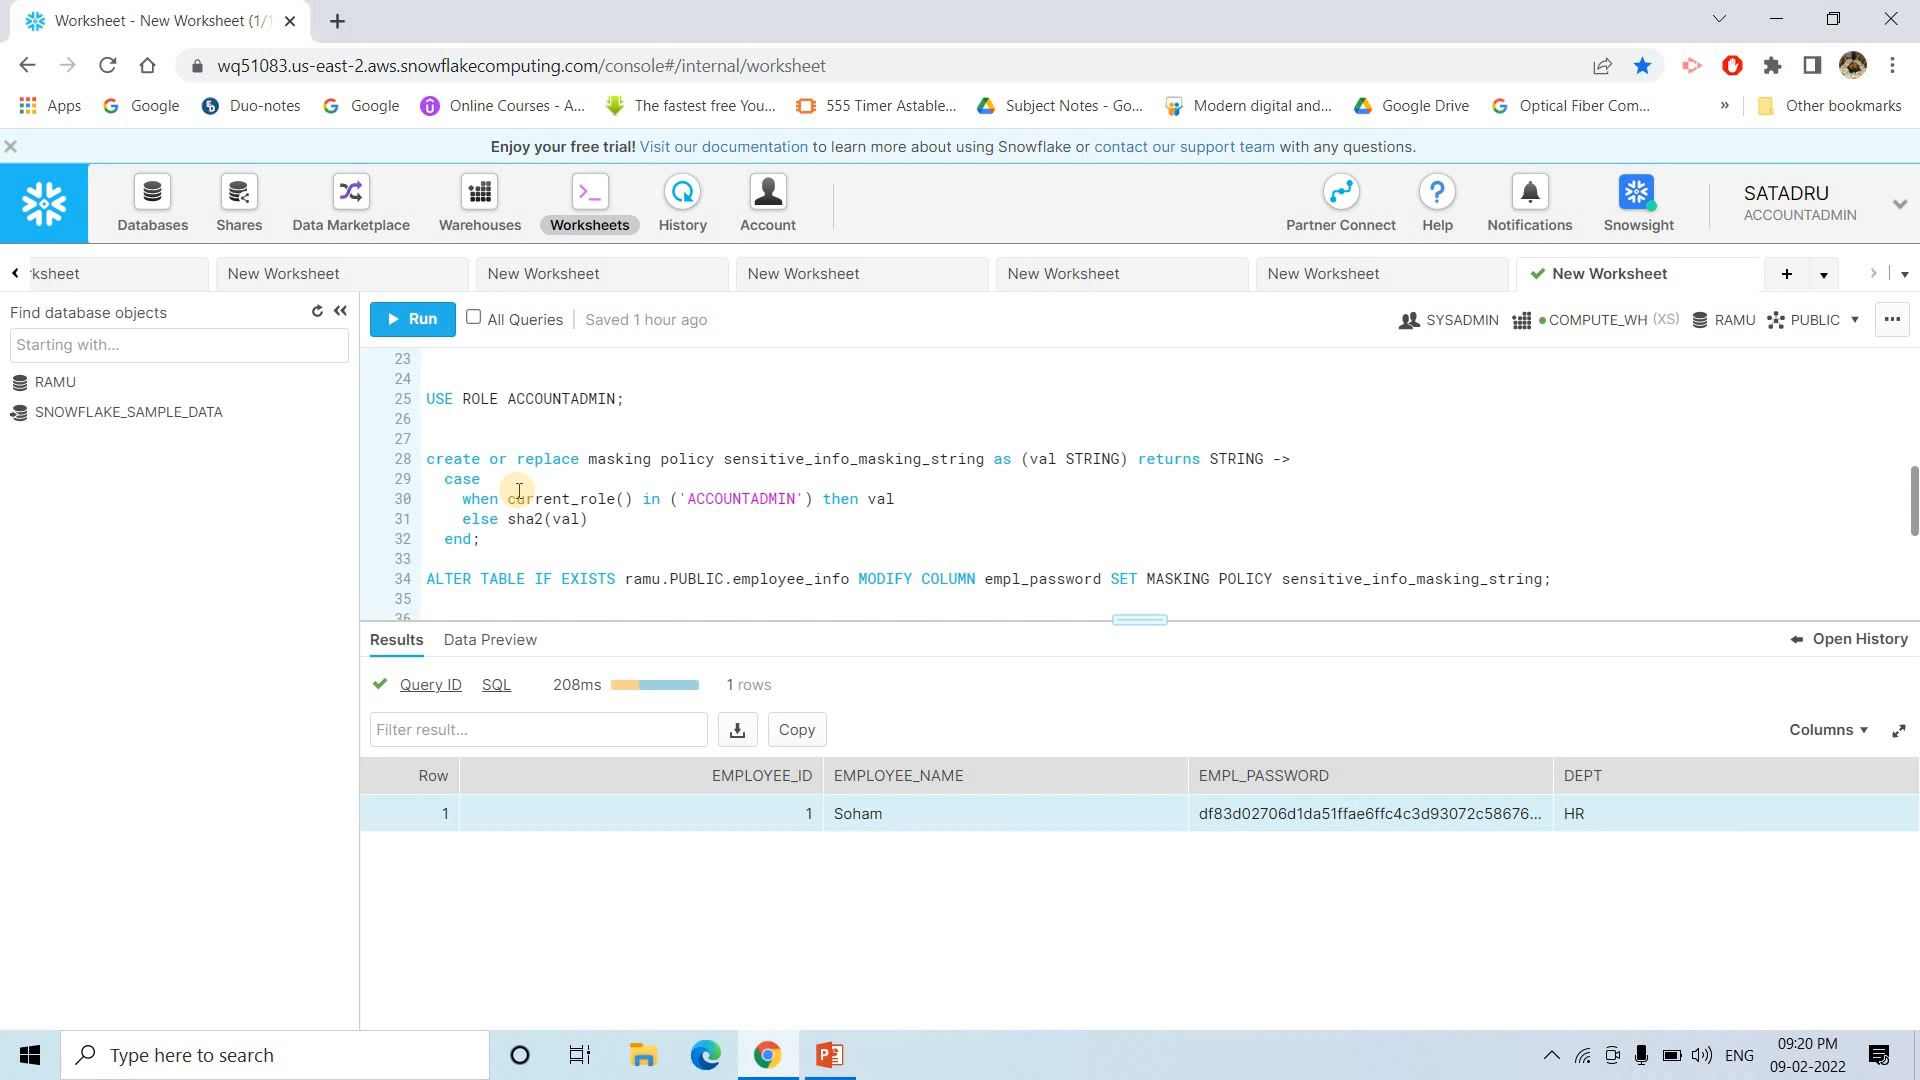 Worksheet - New Worksheet (1/1
wq51083.us-east-2.aws.snowflakecomputing.com/console#/internal/worksheet
Apps Google Duo-notes Google Online Courses - A... The fastest free You... 555 Timer Astable... Subject Notes - Go... Modern digital and... Google Drive Optical Fiber Com... » Other bookmarks
Enjoy your free trial! Visit our documentation to learn more about using Snowflake or contact our support team with any questions.
Databases Shares Data Marketplace Warehouses Worksheets History Account Partner Connect Help Notifications Snowsight SATADRU
ACCOUNTADMIN
ksheet New Worksheet New Worksheet New Worksheet New Worksheet New Worksheet New Worksheet
Find database objects
Starting with...
RAMU
SNOWFLAKE_SAMPLE_DATA
Run All Queries Saved 1 hour ago SYSADMIN COMPUTE_WH (XS) RAMU PUBLIC
23
24
25 USE ROLE ACCOUNTADMIN;
26
27
28 create or replace masking policy sensitive_info_masking_string as (val STRING) returns STRING ->
29 case
30 when current_role() in ('ACCOUNTADMIN') then val
31 else sha2(val)
32 end;
33
34 ALTER TABLE IF EXISTS ramu.PUBLIC.employee_info MODIFY COLUMN empl_password SET MASKING POLICY sensitive_info_masking_string;
35
36
Results Data Preview Open History
Query ID SQL 208ms 1 rows
Filter result... Copy Columns
Row EMPLOYEE_ID EMPLOYEE_NAME EMPL_PASSWORD DEPT
1 1 Soham df83d02706d1da51ffae6ffc4c3d93072c58676... HR
Type here to search
ENG
09:20 PM
09-02-2022